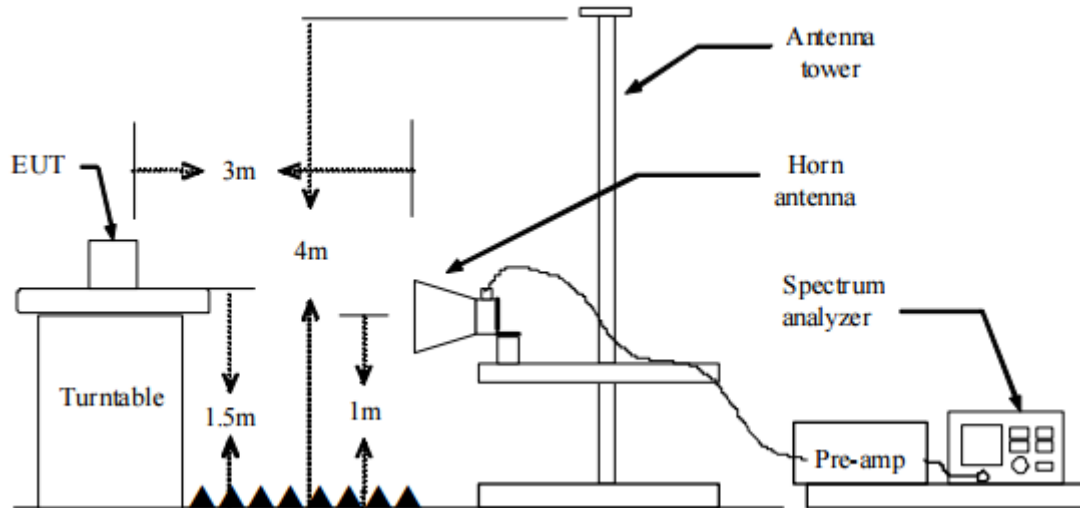 Antenna
tower
EUT
3m
Horn
antenna
4m
Spectrum
analyzer
Turntable
1.5m
1m
Pre-amp